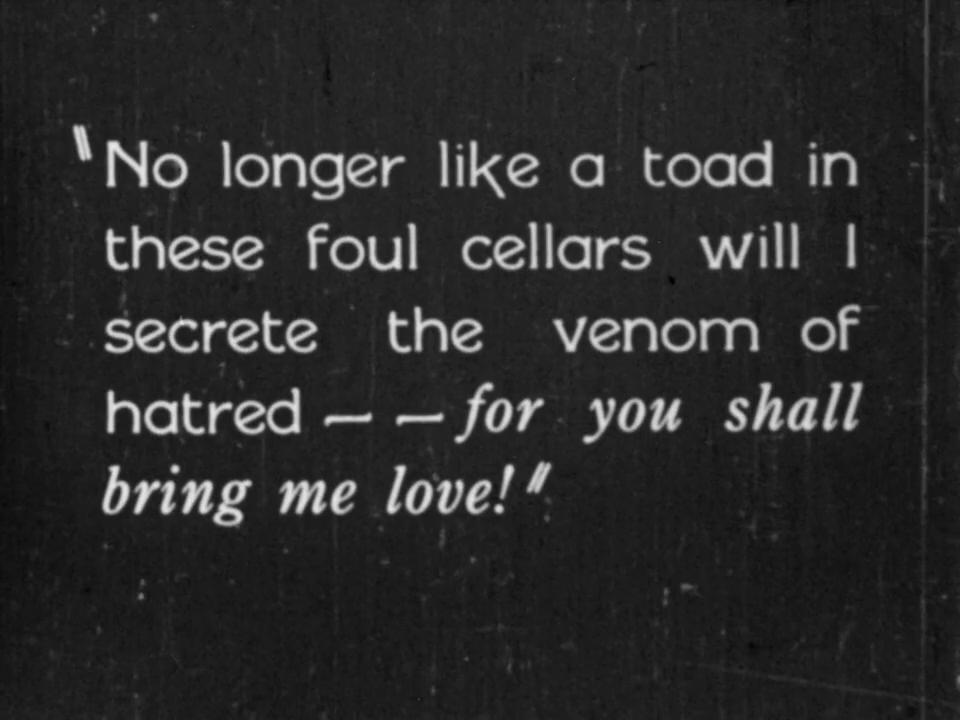 "No longer like a toad in
these foul cellars will I
secrete the venom of
hatred — — for you shall
bring me love!"